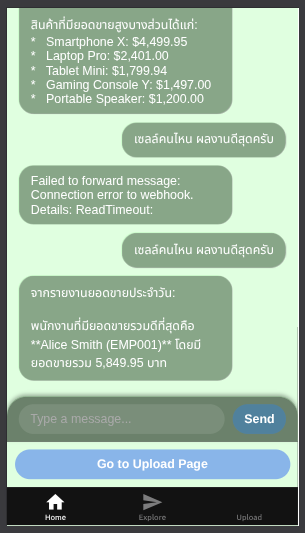 สินค้าที่มียอดขายสูงบางส่วนได้แก่:
*   Smartphone X: $4,499.95
*   Laptop Pro: $2,401.00
*   Tablet Mini: $1,799.94
*   Gaming Console Y: $1,497.00
*   Portable Speaker: $1,200.00
เซลล์คนไหน ผลงานดีสุดครับ
Failed to forward message:
Connection error to webhook.
Details: ReadTimeout:
เซลล์คนไหน ผลงานดีสุดครับ
จากรายงานยอดขายประจำวัน:
พนักงานที่มียอดขายรวมดีที่สุดคือ
**Alice Smith (EMP001)** โดยมี
ยอดขายรวม 5,849.95 บาท
Type a message...
Send
Go to Upload Page
Home
Explore
Upload